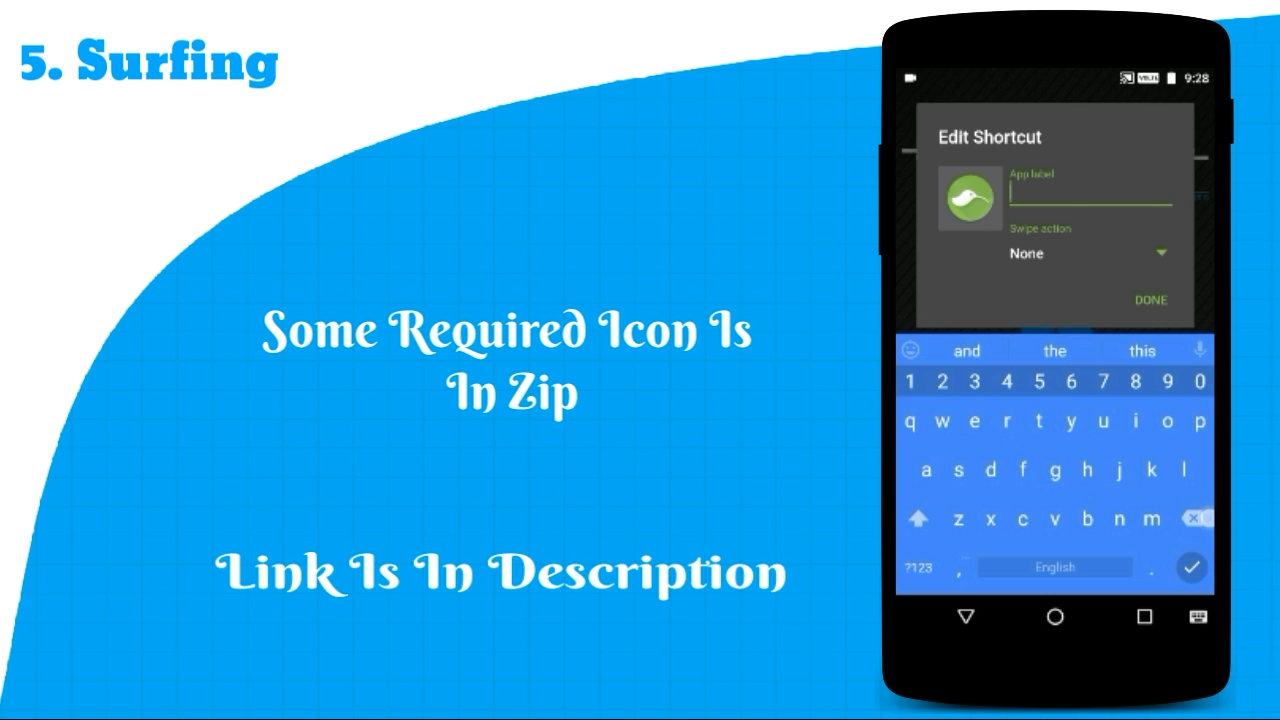 5. Surfing
Some Required Icon Is
In Zip
Link Is In Description
9:28
Edit Shortcut
App label
Swipe action
None
DONE
and the this
1 2 3 4 5 6 7 8 9 0
q w e r t y u i o p
a s d f g h j k l
z x c v b n m
?123 , English .